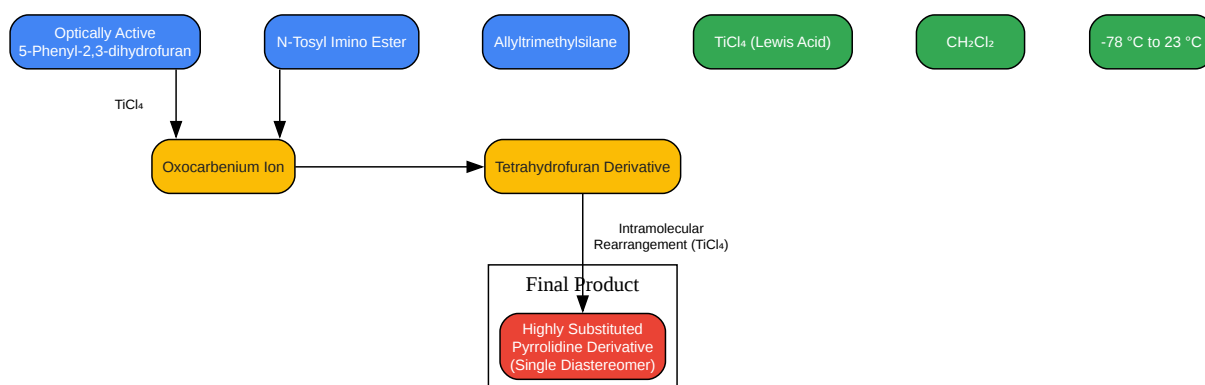 Optically Active
5-Phenyl-2,3-dihydrofuran
N-Tosyl Imino Ester
Allyltrimethylsilane
TiCl₄ (Lewis Acid)
CH₂Cl₂
-78 °C to 23 °C
TiCl₄
Oxocarbenium Ion
Tetrahydrofuran Derivative
Intramolecular
Rearrangement (TiCl₄)
Final Product
Highly Substituted
Pyrrolidine Derivative
(Single Diastereomer)